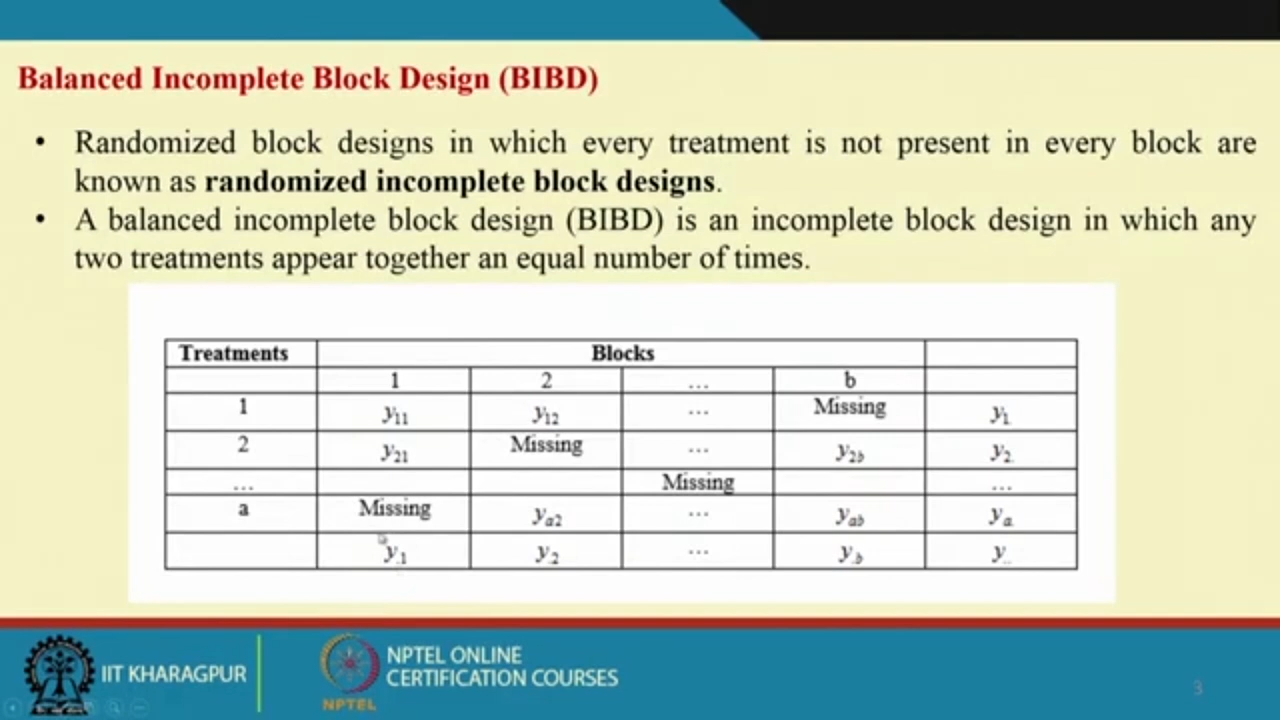 Balanced Incomplete Block Design (BIBD)
• Randomized block designs in which every treatment is not present in every block are
known as randomized incomplete block designs.
• A balanced incomplete block design (BIBD) is an incomplete block design in which any
two treatments appear together an equal number of times.
Treatments Blocks
1 2 ... b
1 y11 y12 ... Missing y1.
2 y21 Missing ... y2b y2.
... Missing ...
a Missing ya2 ... yab ya.
y.1 y.2 ... y.b y..
IIT KHARAGPUR
NPTEL
NPTEL ONLINE
CERTIFICATION COURSES
3